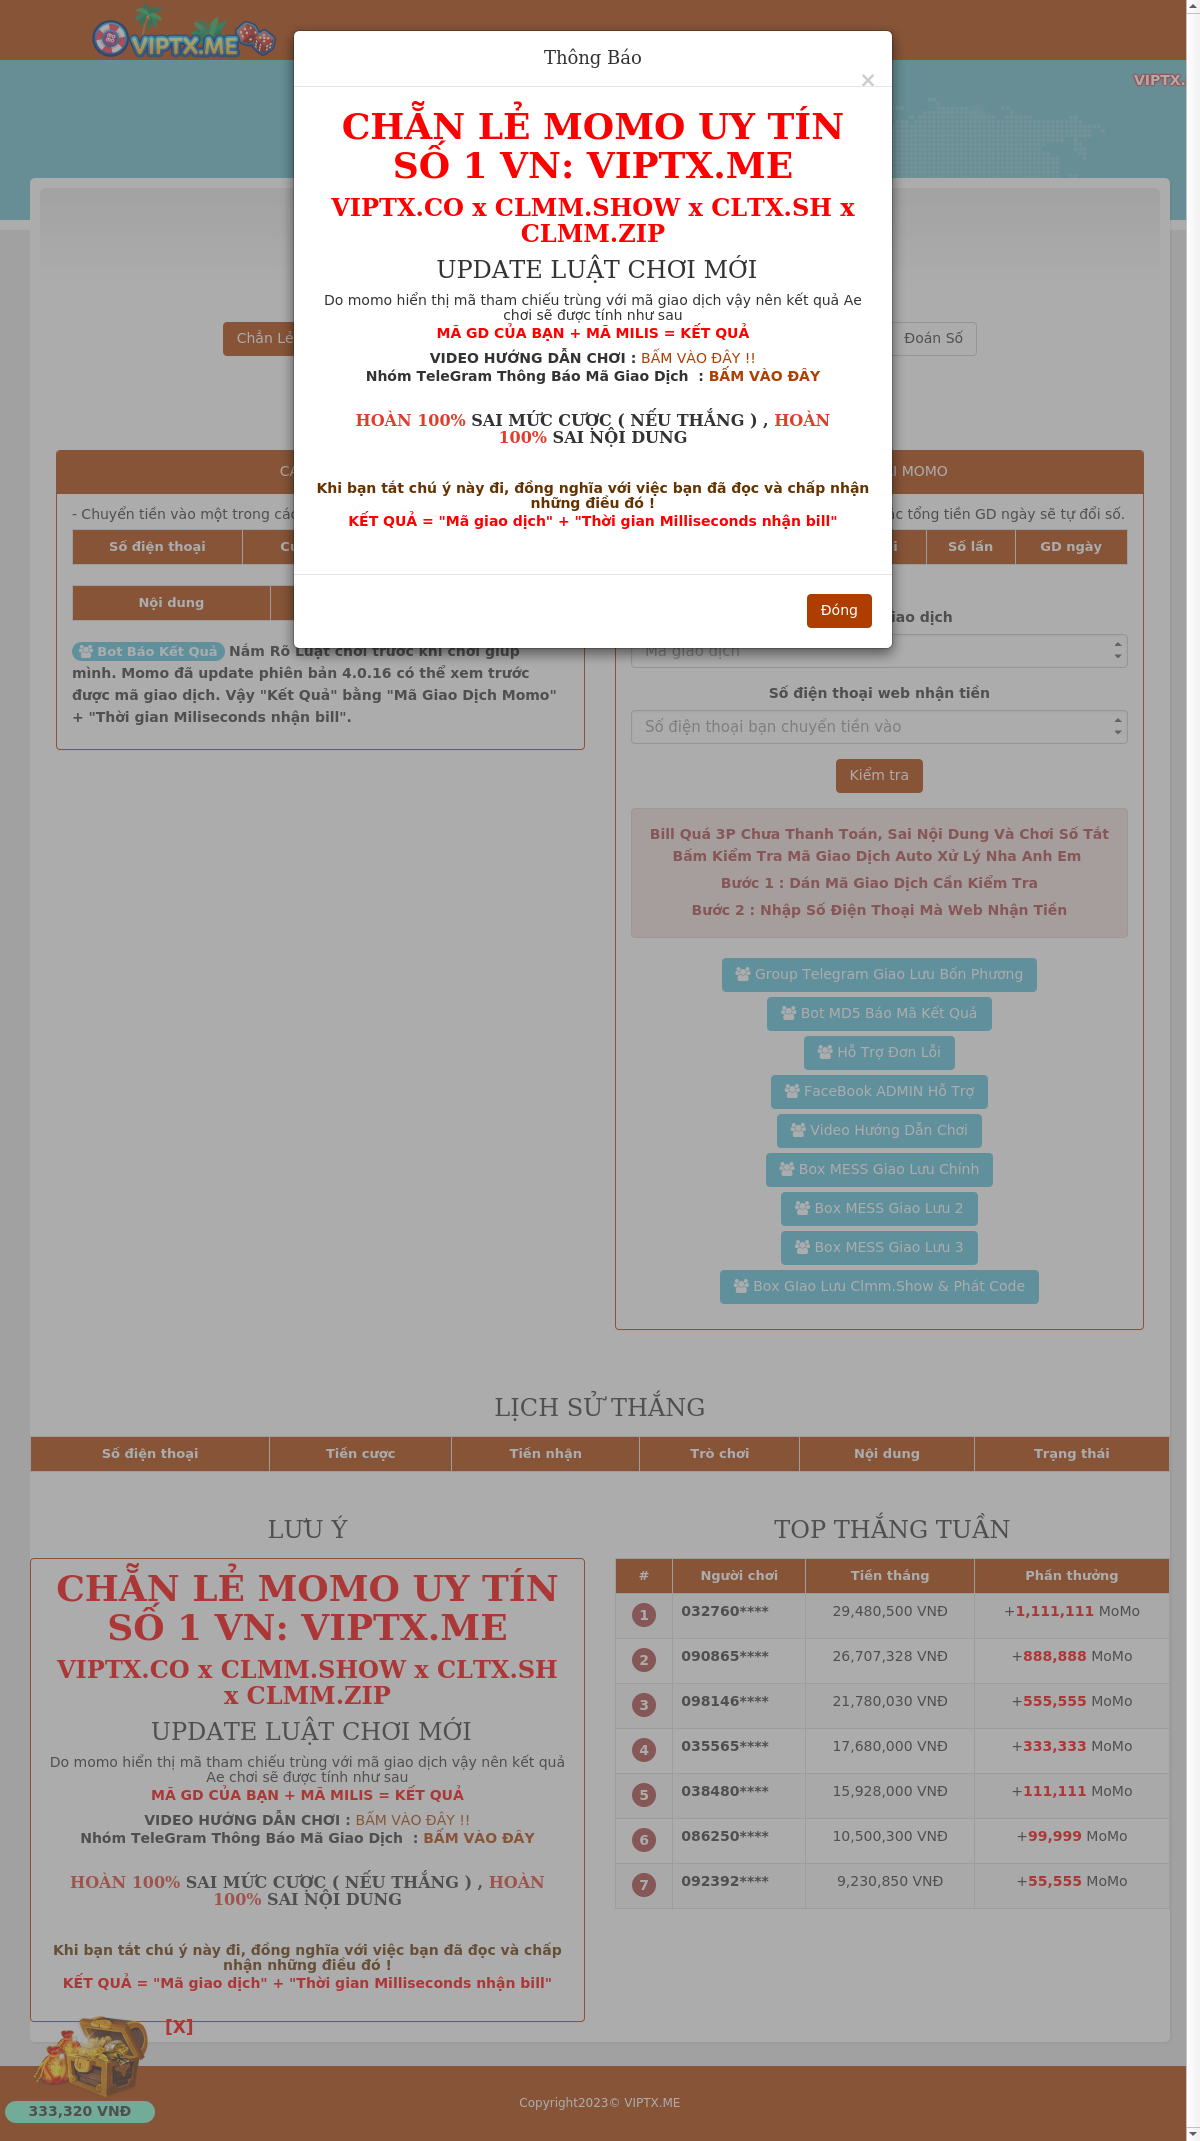 VIPTX.ME
VIPTX.
Thông Báo
×
CHẴN LẺ MOMO UY TÍN
SỐ 1 VN: VIPTX.ME
VIPTX.CO x CLMM.SHOW x CLTX.SH x
CLMM.ZIP
UPDATE LUẬT CHƠI MỚI
Do momo hiển thị mã tham chiếu trùng với mã giao dịch vậy nên kết quả Ae
chơi sẽ được tính như sau
MÃ GD CỦA BẠN + MÃ MILIS = KẾT QUẢ
VIDEO HƯỚNG DẪN CHƠI : BẤM VÀO ĐÂY !!
Nhóm TeleGram Thông Báo Mã Giao Dịch : BẤM VÀO ĐÂY
HOÀN 100% SAI MỨC CƯỢC ( NẾU THẮNG ) , HOÀN
100% SAI NỘI DUNG
Khi bạn tắt chú ý này đi, đồng nghĩa với việc bạn đã đọc và chấp nhận
những điều đó !
KẾT QUẢ = "Mã giao dịch" + "Thời gian Milliseconds nhận bill"
Đóng
Chẳn Lẻ
Đoán Số
MOMO
- Chuyển tiền vào một trong các
tổng tiền GD ngày sẽ tự đổi số.
Số điện thoại
Số lần
GD ngày
Nội dung
Bot Báo Kết Quả Nắm Rõ Luật chơi trước khi chơi giúp
mình. Momo đã update phiên bản 4.0.16 có thể xem trước
được mã giao dịch. Vậy "Kết Quả" bằng "Mã Giao Dịch Momo"
+ "Thời gian Miliseconds nhận bill".
dịch
Mã giao dịch
Số điện thoại web nhận tiền
Số điện thoại bạn chuyển tiền vào
Kiểm tra
Bill Quá 3P Chưa Thanh Toán, Sai Nội Dung Và Chơi Số Tắt
Bấm Kiểm Tra Mã Giao Dịch Auto Xử Lý Nha Anh Em
Bước 1 : Dán Mã Giao Dịch Cần Kiểm Tra
Bước 2 : Nhập Số Điện Thoại Mà Web Nhận Tiền
Group Telegram Giao Lưu Bốn Phương
Bot MD5 Báo Mã Kết Quả
Hỗ Trợ Đơn Lỗi
FaceBook ADMIN Hỗ Trợ
Video Hướng Dẫn Chơi
Box MESS Giao Lưu Chính
Box MESS Giao Lưu 2
Box MESS Giao Lưu 3
Box GIao Lưu Clmm.Show & Phát Code
LỊCH SỬ THẮNG
Số điện thoại Tiền cược Tiền nhận Trò chơi Nội dung Trạng thái
LƯU Ý
CHẴN LẺ MOMO UY TÍN
SỐ 1 VN: VIPTX.ME
VIPTX.CO x CLMM.SHOW x CLTX.SH
x CLMM.ZIP
UPDATE LUẬT CHƠI MỚI
Do momo hiển thị mã tham chiếu trùng với mã giao dịch vậy nên kết quả
Ae chơi sẽ được tính như sau
MÃ GD CỦA BẠN + MÃ MILIS = KẾT QUẢ
VIDEO HƯỚNG DẪN CHƠI : BẤM VÀO ĐÂY !!
Nhóm TeleGram Thông Báo Mã Giao Dịch : BẤM VÀO ĐÂY
HOÀN 100% SAI MỨC CƯỢC ( NẾU THẮNG ) , HOÀN
100% SAI NỘI DUNG
Khi bạn tắt chú ý này đi, đồng nghĩa với việc bạn đã đọc và chấp
nhận những điều đó !
KẾT QUẢ = "Mã giao dịch" + "Thời gian Milliseconds nhận bill"
TOP THẮNG TUẦN
# Người chơi Tiền thắng Phần thưởng
1 032760**** 29,480,500 VNĐ +1,111,111 MoMo
2 090865**** 26,707,328 VNĐ +888,888 MoMo
3 098146**** 21,780,030 VNĐ +555,555 MoMo
4 035565**** 17,680,000 VNĐ +333,333 MoMo
5 038480**** 15,928,000 VNĐ +111,111 MoMo
6 086250**** 10,500,300 VNĐ +99,999 MoMo
7 092392**** 9,230,850 VNĐ +55,555 MoMo
[X]
333,320 VNĐ
Copyright2023© VIPTX.ME